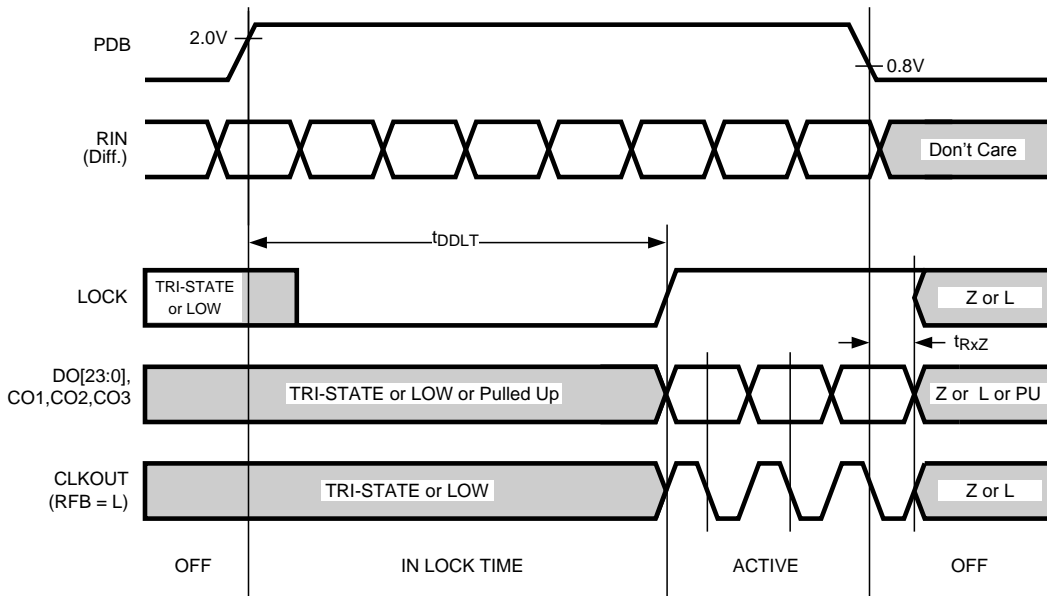 PDB
2.0V
0.8V
RIN
(Diff.)
Don't Care
tDDLT
LOCK
TRI-STATE
or LOW
Z or L
tRxZ
DO[23:0],
CO1,CO2,CO3
TRI-STATE or LOW or Pulled Up
Z or L or PU
CLKOUT
(RFB = L)
TRI-STATE or LOW
Z or L
OFF
IN LOCK TIME
ACTIVE
OFF